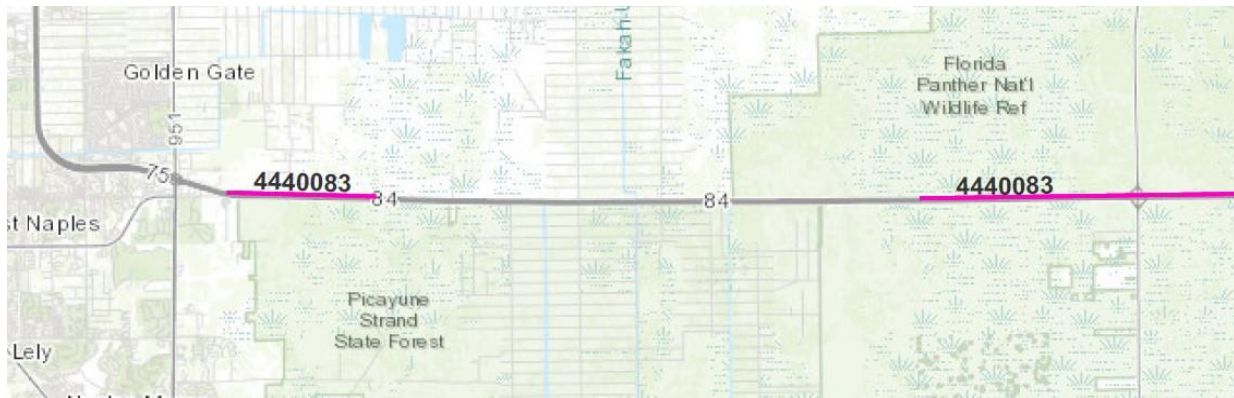 Golden Gate
951
75
4440083
84
84
4440083
Florida
Panther Nat'l
Wildlife Ref
st Naples
Picayune
Strand
State Forest
Lely